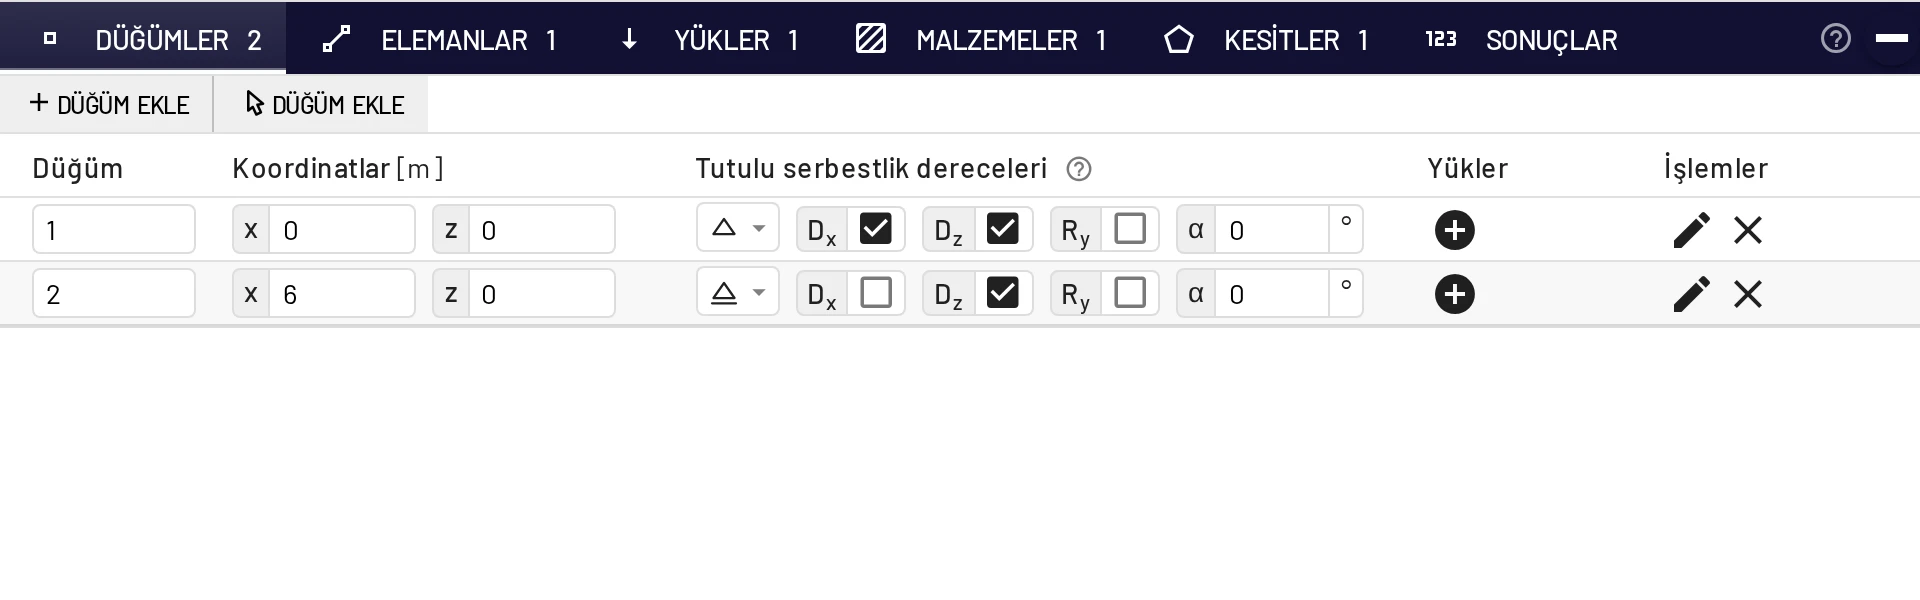 DÜĞÜMLER 2 ELEMANLAR 1 YÜKLER 1 MALZEMELER 1 KESİTLER 1 123 SONUÇLAR ?
+ DÜĞÜM EKLE DÜĞÜM EKLE
Düğüm Koordinatlar [m] Tutulu serbestlik dereceleri ? Yükler İşlemler
1 x 0 z 0 Dx Dz Ry α 0 °
2 x 6 z 0 Dx Dz Ry α 0 °